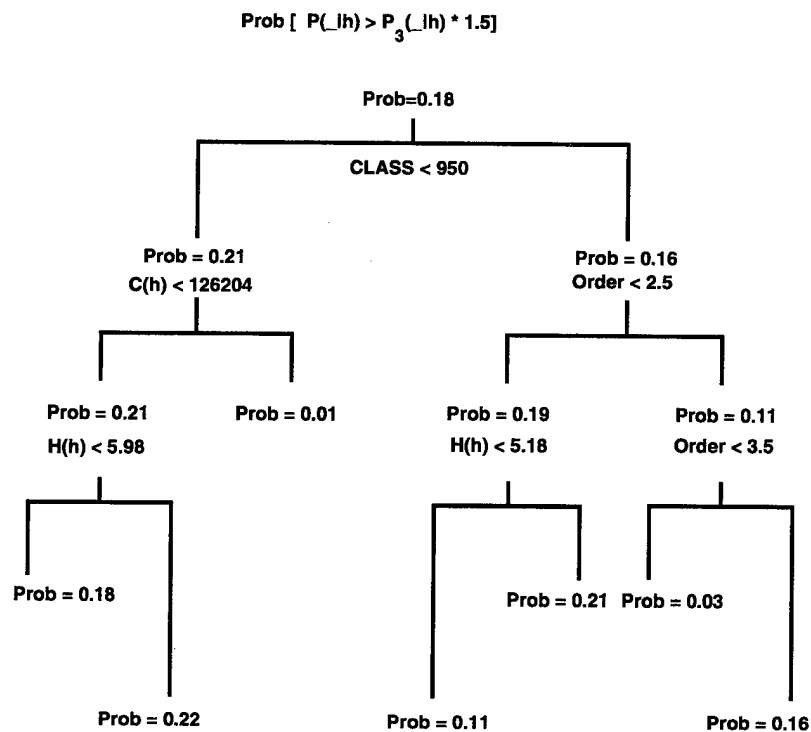 Prob [ P(_|h) > P3(_|h) * 1.5]
Prob=0.18
CLASS < 950
Prob = 0.21
C(h) < 126204
Prob = 0.16
Order < 2.5
Prob = 0.21
H(h) < 5.98
Prob = 0.01
Prob = 0.19
H(h) < 5.18
Prob = 0.11
Order < 3.5
Prob = 0.18
Prob = 0.21
Prob = 0.03
Prob = 0.22
Prob = 0.11
Prob = 0.16